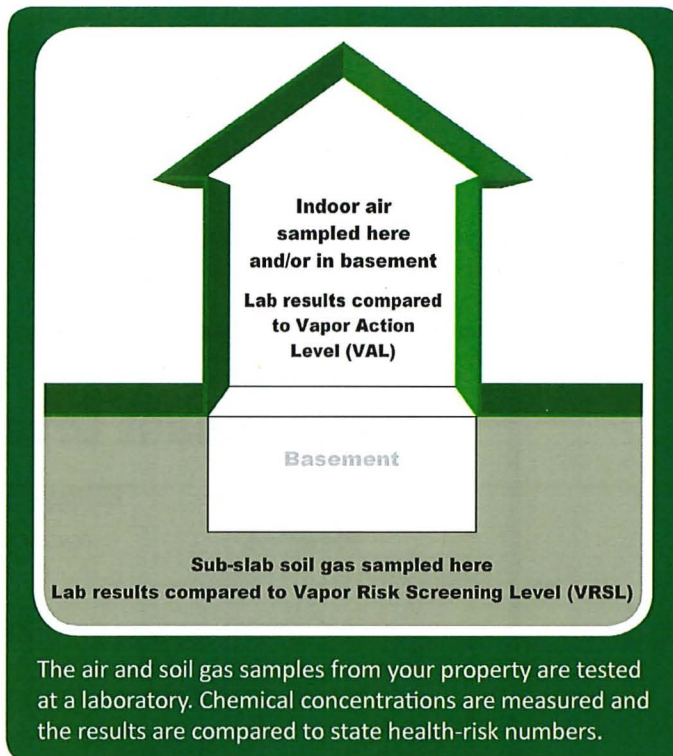 Indoor air
sampled here
and/or in basement
Lab results compared
to Vapor Action
Level (VAL)
Basement
Sub-slab soil gas sampled here
Lab results compared to Vapor Risk Screening Level (VRSL)
The air and soil gas samples from your property are tested
at a laboratory. Chemical concentrations are measured and
the results are compared to state health-risk numbers.